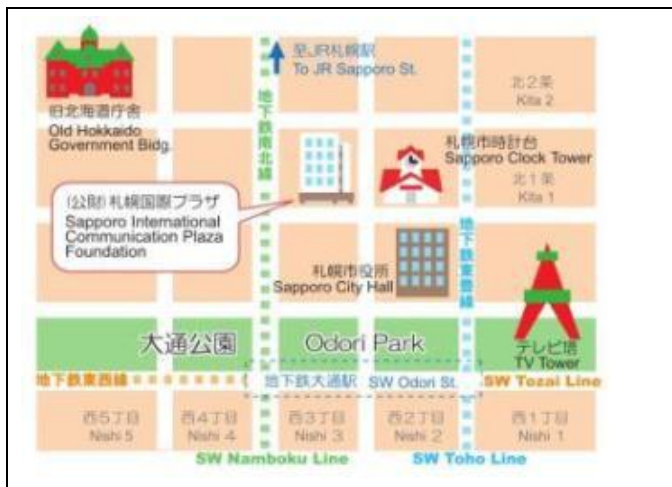 至JR札幌駅
To JR Sapporo St.
北2条
Kita 2
旧北海道庁舎
Old Hokkaido
Government Bidg.
地下鉄南北線
札幌市時計台
Sapporo Clock Tower
北1条
Kita 1
(公財)札幌国際プラザ
Sapporo International
Communication Plaza
Foundation
地下鉄東豊線
札幌市役所
Sapporo City Hall
大通公園 Odori Park
テレビ塔
TV Tower
地下鉄東西線
地下鉄大通駅 SW Odori St.
SW Tozai Line
西5丁目
Nishi 5
西4丁目
Nishi 4
西3丁目
Nishi 3
西2丁目
Nishi 2
西1丁目
Nishi 1
SW Namboku Line
SW Toho Line